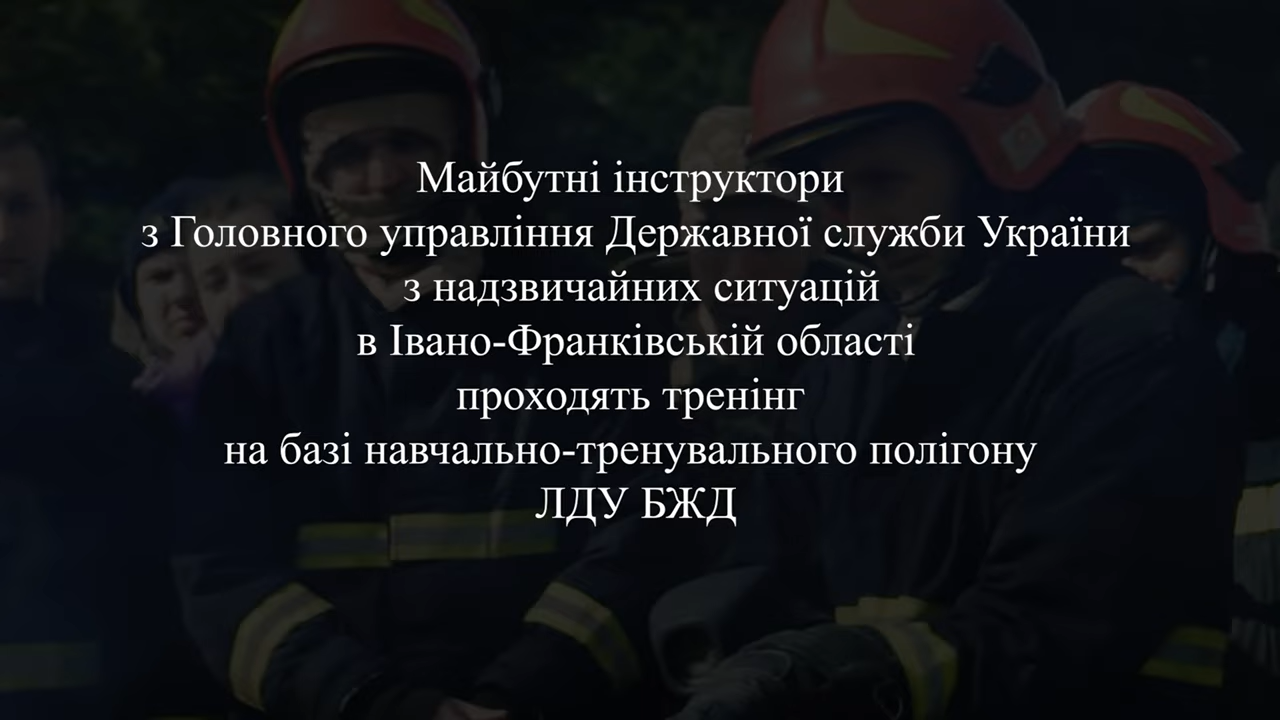 Майбутні інструктори
з Головного управління Державної служби України
з надзвичайних ситуацій
в Івано-Франківській області
проходять тренінг
на базі навчально-тренувального полігону
ЛДУ БЖД